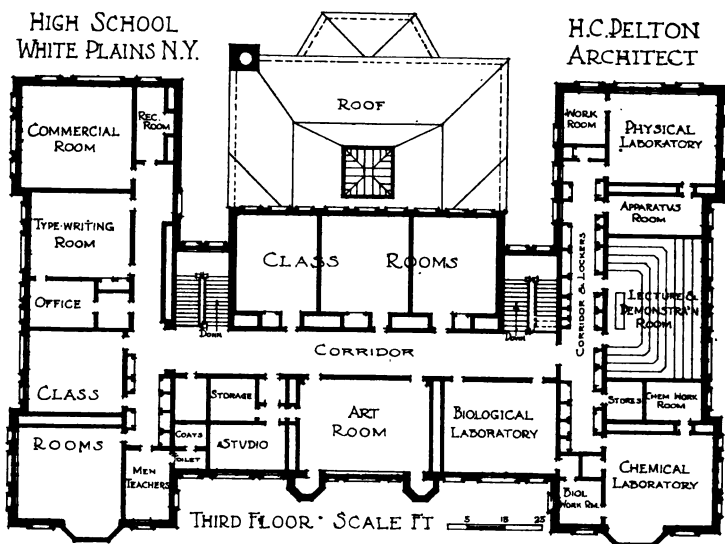 HIGH SCHOOL
WHITE PLAINS N.Y.
H.C. PELTON
ARCHITECT
COMMERCIAL
ROOM
REC.
ROOM
ROOF
WORK
ROOM
PHYSICAL
LABORATORY
TYPE-WRITING
ROOM
APPARATUS
ROOM
CLASS ROOMS
OFFICE
CORRIDOR & LOCKERS
LECTURE &
DEMONSTRA'N
ROOM
DOWN
DOWN
CORRIDOR
CLASS
ROOMS
STORAGE
COATS
STUDIO
TOILET
MEN
TEACHERS
ART
ROOM
BIOLOGICAL
LABORATORY
STORES
CHEM WORK
ROOM
CHEMICAL
LABORATORY
BIOL
WORK RM.
THIRD FLOOR · SCALE FT
5 15 25